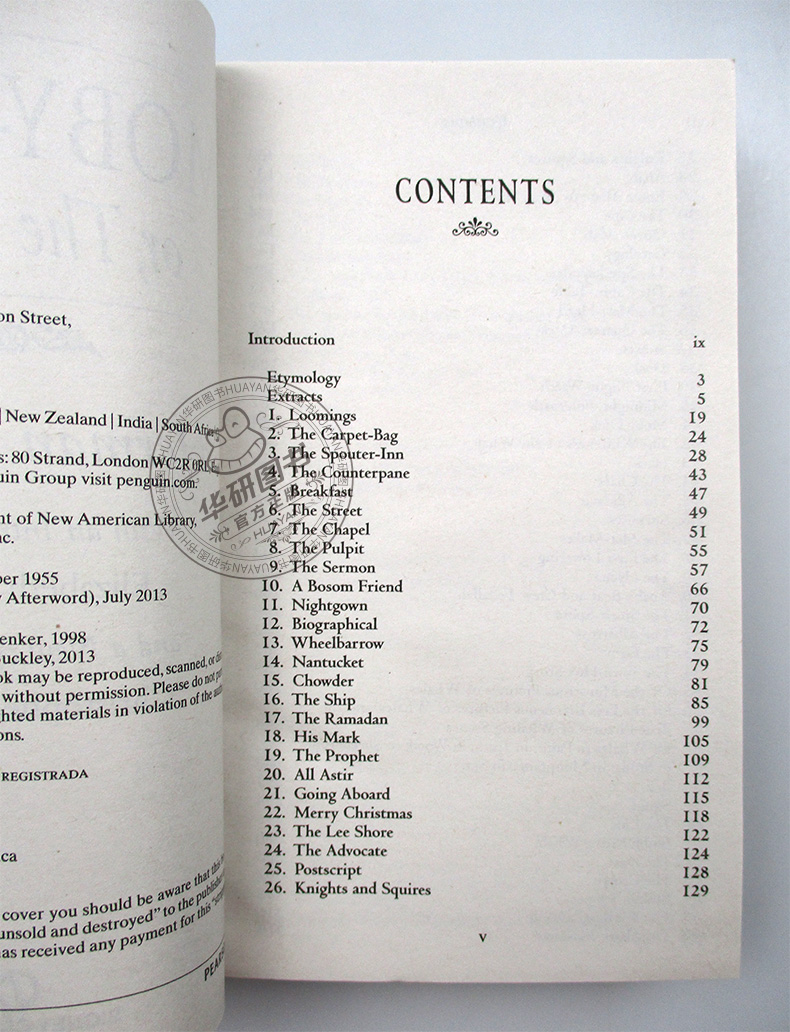 on Street,
| New Zealand | India | South Afri
s: 80 Strand, London WC2R 0RL
uin Group visit penguin.com.
nt of New American Library,
nc.
ber 1955
y Afterword), July 2013
enker, 1998
uckley, 2013
ok may be reproduced, scanned, or
without permission. Please do not
ghted materials in violation of the
ons.
REGISTRADA
ca
cover you should be aware that this
unsold and destroyed” to the publisher
as received any payment for this
CONTENTS
Introduction ix
Etymology 3
Extracts 5
1. Loomings 19
2. The Carpet-Bag 24
3. The Spouter-Inn 28
4. The Counterpane 43
5. Breakfast 47
6. The Street 49
7. The Chapel 51
8. The Pulpit 55
9. The Sermon 57
10. A Bosom Friend 66
11. Nightgown 70
12. Biographical 72
13. Wheelbarrow 75
14. Nantucket 79
15. Chowder 81
16. The Ship 85
17. The Ramadan 99
18. His Mark 105
19. The Prophet 109
20. All Astir 112
21. Going Aboard 115
22. Merry Christmas 118
23. The Lee Shore 122
24. The Advocate 124
25. Postscript 128
26. Knights and Squires 129
v
华研图书
官方正版
HUAYAN